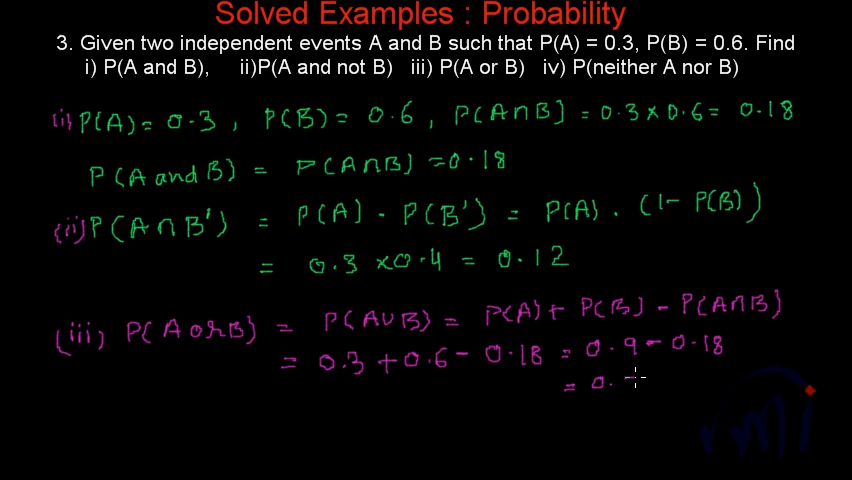 Solved Examples : Probability
3. Given two independent events A and B such that P(A) = 0.3, P(B) = 0.6. Find
i) P(A and B), ii)P(A and not B) iii) P(A or B) iv) P(neither A nor B)
(i) P(A) = 0.3 , P(B) = 0.6 , P(A∩B) = 0.3 × 0.6 = 0.18
P(A and B) = P(A∩B) = 0.18
(ii) P(A∩B') = P(A) · P(B') = P(A) · (1 - P(B))
= 0.3 × 0.4 = 0.12
(iii) P(A or B) = P(A∪B) = P(A) + P(B) - P(A∩B)
= 0.3 + 0.6 - 0.18 = 0.9 - 0.18
= 0.